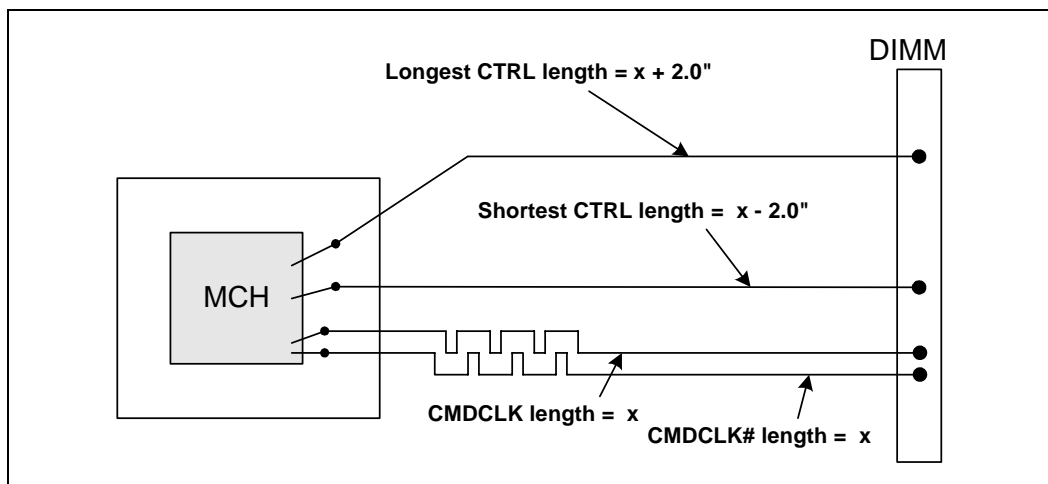 DIMM
Longest CTRL length = x + 2.0"
Shortest CTRL length = x - 2.0"
MCH
CMDCLK length = x
CMDCLK# length = x